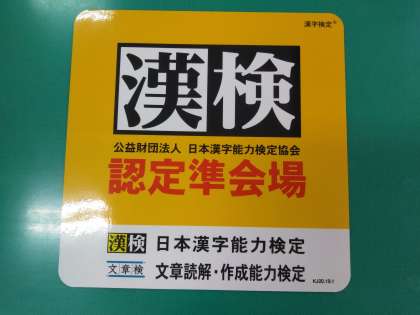 漢字検定®
漢検
公益財団法人 日本漢字能力検定協会
認定準会場
漢検 日本漢字能力検定
文章検 文章読解・作成能力検定